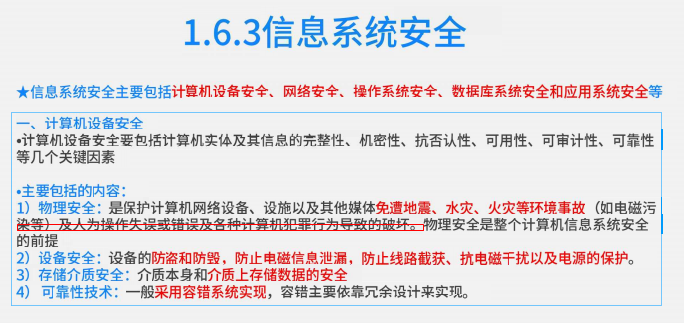 1.6.3信息系统安全
★信息系统安全主要包括计算机设备安全、网络安全、操作系统安全、数据库系统安全和应用系统安全等
一、计算机设备安全
•计算机设备安全要包括计算机实体及其信息的完整性、机密性、抗否认性、可用性、可审计性、可靠性
等几个关键因素
•主要包括的内容：
1）物理安全：是保护计算机网络设备、设施以及其他媒体免遭地震、水灾、火灾等环境事故（如电磁污
染等）及人为操作失误或错误及各种计算机犯罪行为导致的破坏。物理安全是整个计算机信息系统安全
的前提
2）设备安全：设备的防盗和防毁，防止电磁信息泄漏，防止线路截获、抗电磁干扰以及电源的保护。
3）存储介质安全：介质本身和介质上存储数据的安全
4） 可靠性技术：一般采用容错系统实现，容错主要依靠冗余设计来实现。